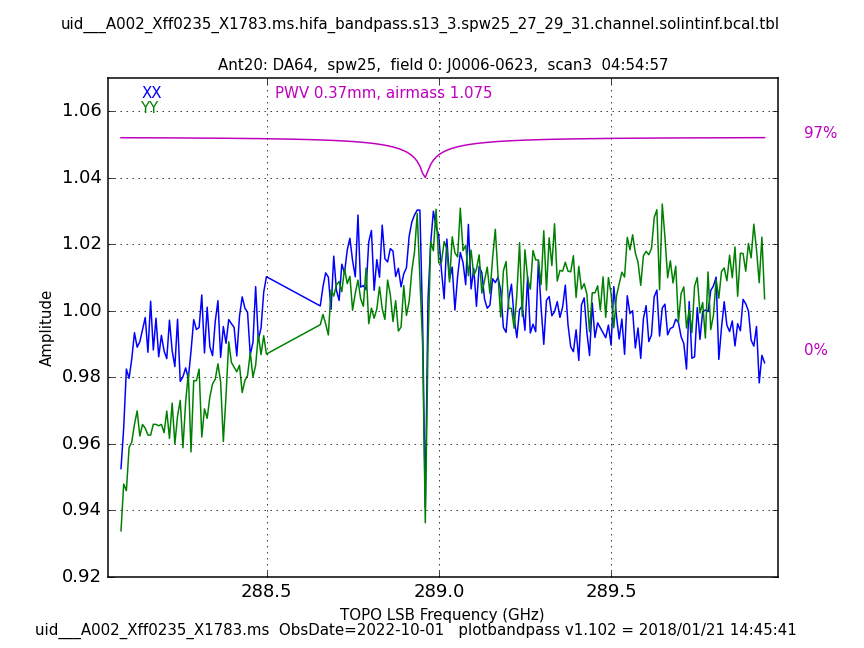 uid___A002_Xff0235_X1783.ms.hifa_bandpass.s13_3.spw25_27_29_31.channel.solintinf.bcal.tbl
Ant20: DA64,  spw25,  field 0: J0006-0623,  scan3  04:54:57
XX
PWV 0.37mm, airmass 1.075
YY
1.06
97%
1.04
1.02
1.00
0%
0.98
0.96
0.94
0.92
Amplitude
288.5 289.0 289.5
TOPO LSB Frequency (GHz)
uid___A002_Xff0235_X1783.ms  ObsDate=2022-10-01   plotbandpass v1.102 = 2018/01/21 14:45:41